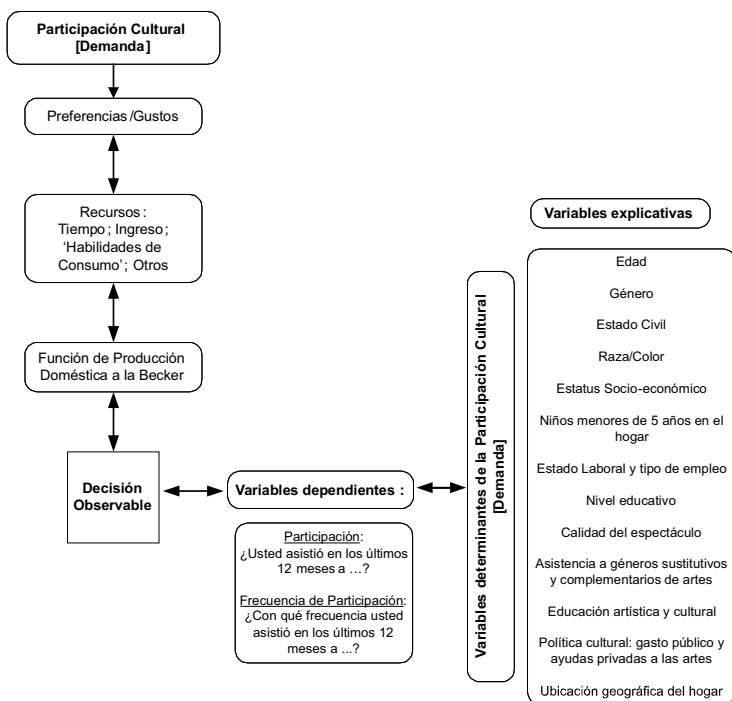 Participación Cultural
[Demanda]
Preferencias/Gustos
Recursos:
Tiempo; Ingreso;
‘Habilidades de
Consumo’; Otros
Función de Producción
Doméstica a la Becker
Decisión
Observable
Variables dependientes :
Participación:
¿Usted asistió en los últimos
12 meses a …?
Frecuencia de Participación:
¿Con qué frecuencia usted
asistió en los últimos 12
meses a ...?
Variables determinantes de la Participación Cultural
[Demanda]
Variables explicativas
Edad
Género
Estado Civil
Raza/Color
Estatus Socio-económico
Niños menores de 5 años en el
hogar
Estado Laboral y tipo de empleo
Nivel educativo
Calidad del espectáculo
Asistencia a géneros sustitutivos
y complementarios de artes
Educación artística y cultural
Política cultural: gasto público y
ayudas privadas a las artes
Ubicación geográfica del hogar